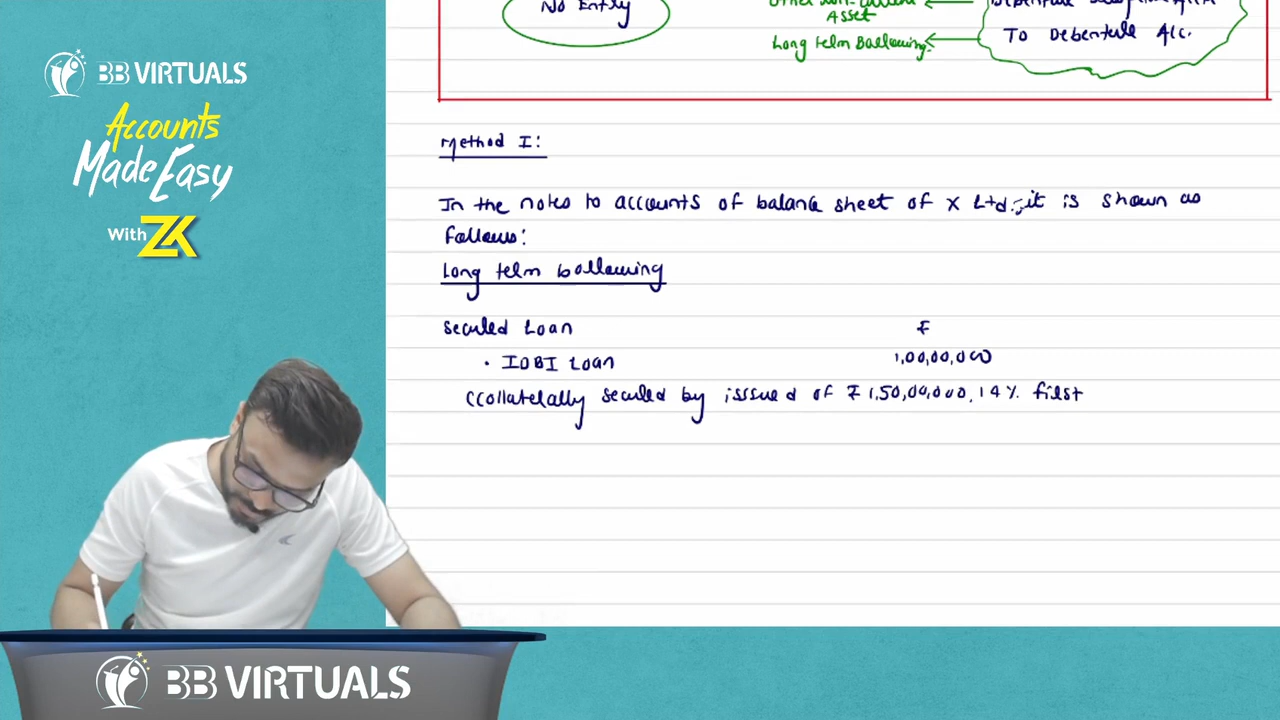 No Entry
Asset
To Debenture A/c.
Long term Borrowing.
BB VIRTUALS
Accounts
Made Easy
With ZK
Method I:
In the notes to accounts of balance sheet of X Ltd., it is shown as
follows:
Long term borrowing
Secured Loan ₹
· IDBI Loan 1,00,00,000
(Collaterally secured by isssued of ₹ 1,50,00,000, 14% first
BB VIRTUALS